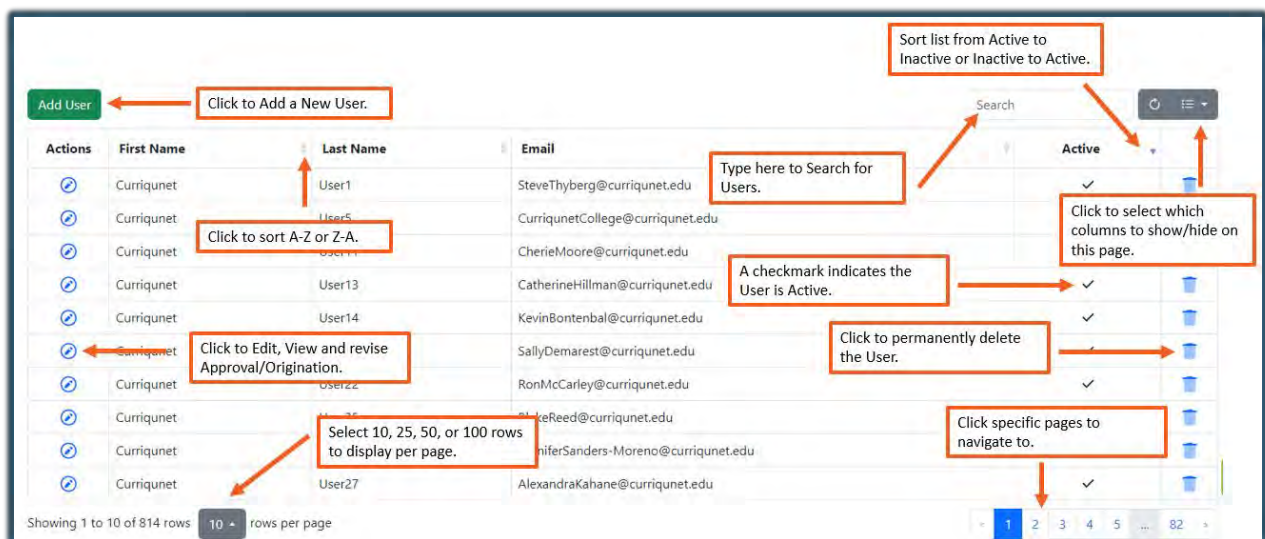 Sort list from Active to
Inactive or Inactive to Active.
Add User
Click to Add a New User.
Search
Actions First Name Last Name Email Active
Type here to Search for
Users.
Curriqunet User1 SteveThyberg@curriqunet.edu
Curriqunet User5 CurriqunetCollege@curriqunet.edu
Click to select which
columns to show/hide on
this page.
Click to sort A-Z or Z-A.
Curriqunet CherieMoore@curriqunet.edu
A checkmark indicates the
User is Active.
Curriqunet User13 CatherineHillman@curriqunet.edu
Curriqunet User14 KevinBontenbal@curriqunet.edu
Click to permanently delete
the User.
Click to Edit, View and revise
Approval/Origination.
Curriqunet SallyDemarest@curriqunet.edu
Curriqunet User22 RonMcCarley@curriqunet.edu
Curriqunet
Click specific pages to
navigate to.
Select 10, 25, 50, or 100 rows
to display per page.
Curriqunet
Curriqunet User27 AlexandraKahane@curriqunet.edu
Showing 1 to 10 of 814 rows 10 rows per page
‹ 1 2 3 4 5 ... 82 ›